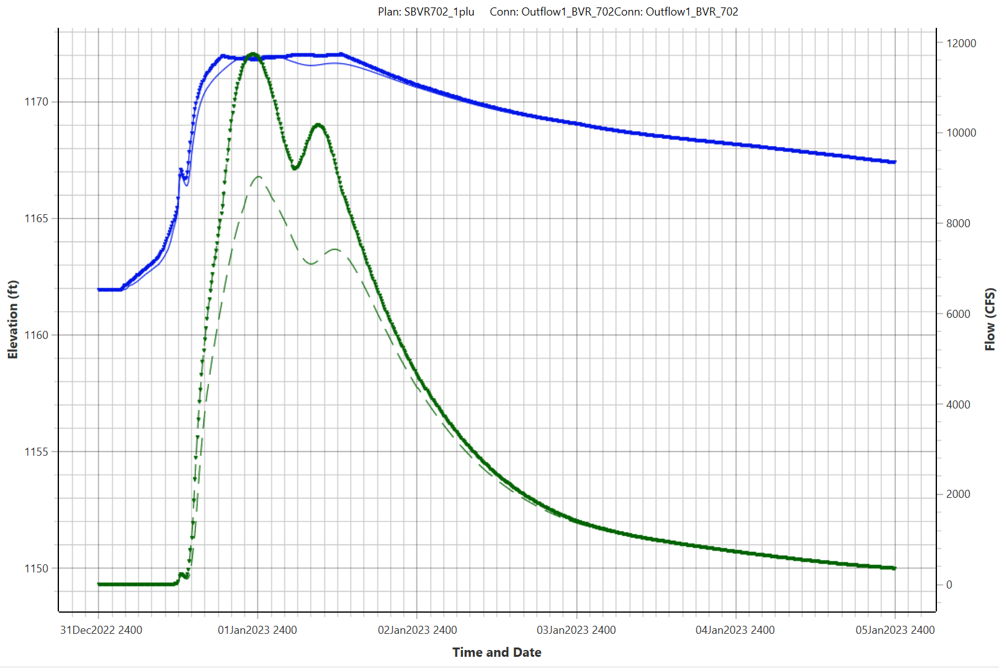 Plan: SBVR702_1plu     Conn: Outflow1_BVR_702Conn: Outflow1_BVR_702
12000
1170
10000
1165
8000
Elevation (ft)
Flow (CFS)
6000
1160
4000
1155
2000
1150
0
31Dec2022 2400
01Jan2023 2400
02Jan2023 2400
03Jan2023 2400
04Jan2023 2400
05Jan2023 2400
Time and Date